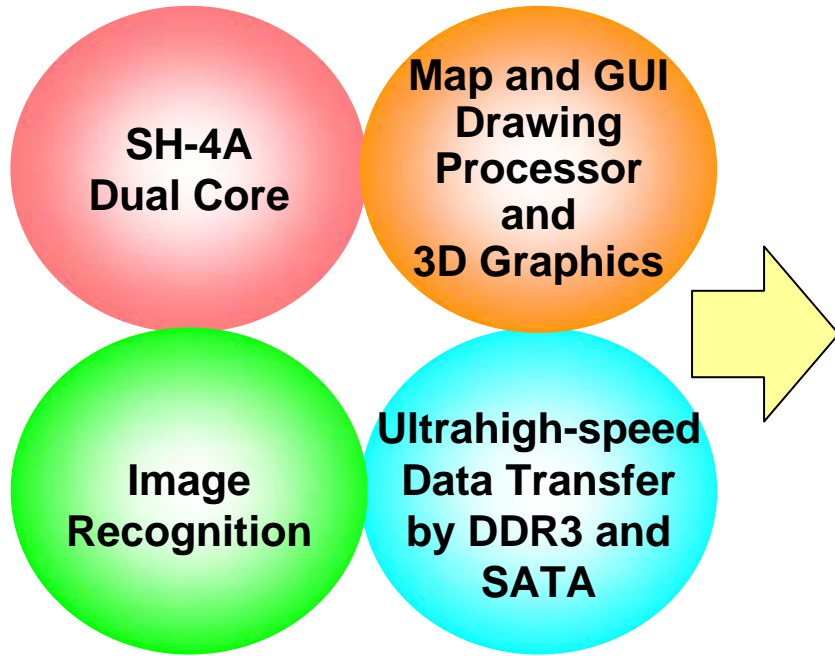 SH-4A
Dual Core
Map and GUI
Drawing
Processor
and
3D Graphics
Image
Recognition
Ultrahigh-speed
Data Transfer
by DDR3 and
SATA